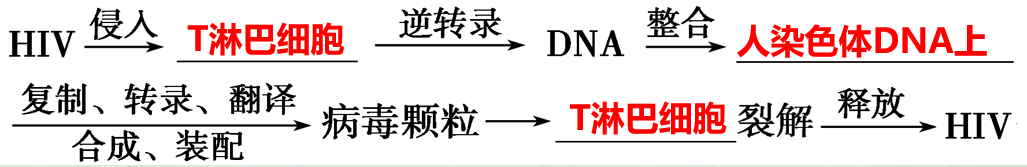 HIV 侵入 T淋巴细胞 逆转录 DNA 整合 人染色体DNA上
复制、转录、翻译 合成、装配 病毒颗粒 T淋巴细胞 裂解 释放 HIV